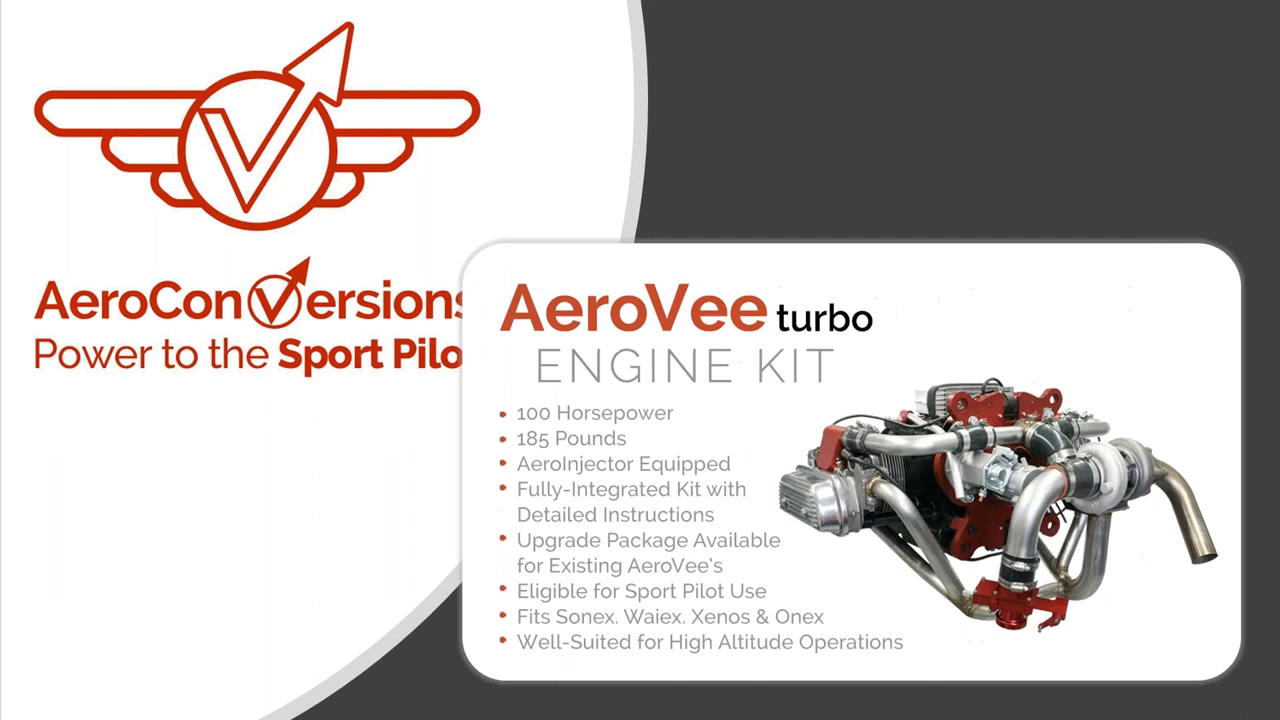 AeroConVersions
Power to the Sport Pilo
AeroVee turbo
ENGINE KIT
• 100 Horsepower
• 185 Pounds
• AeroInjector Equipped
• Fully-Integrated Kit with
Detailed Instructions
• Upgrade Package Available
for Existing AeroVee's
• Eligible for Sport Pilot Use
• Fits Sonex, Waiex, Xenos & Onex
• Well-Suited for High Altitude Operations